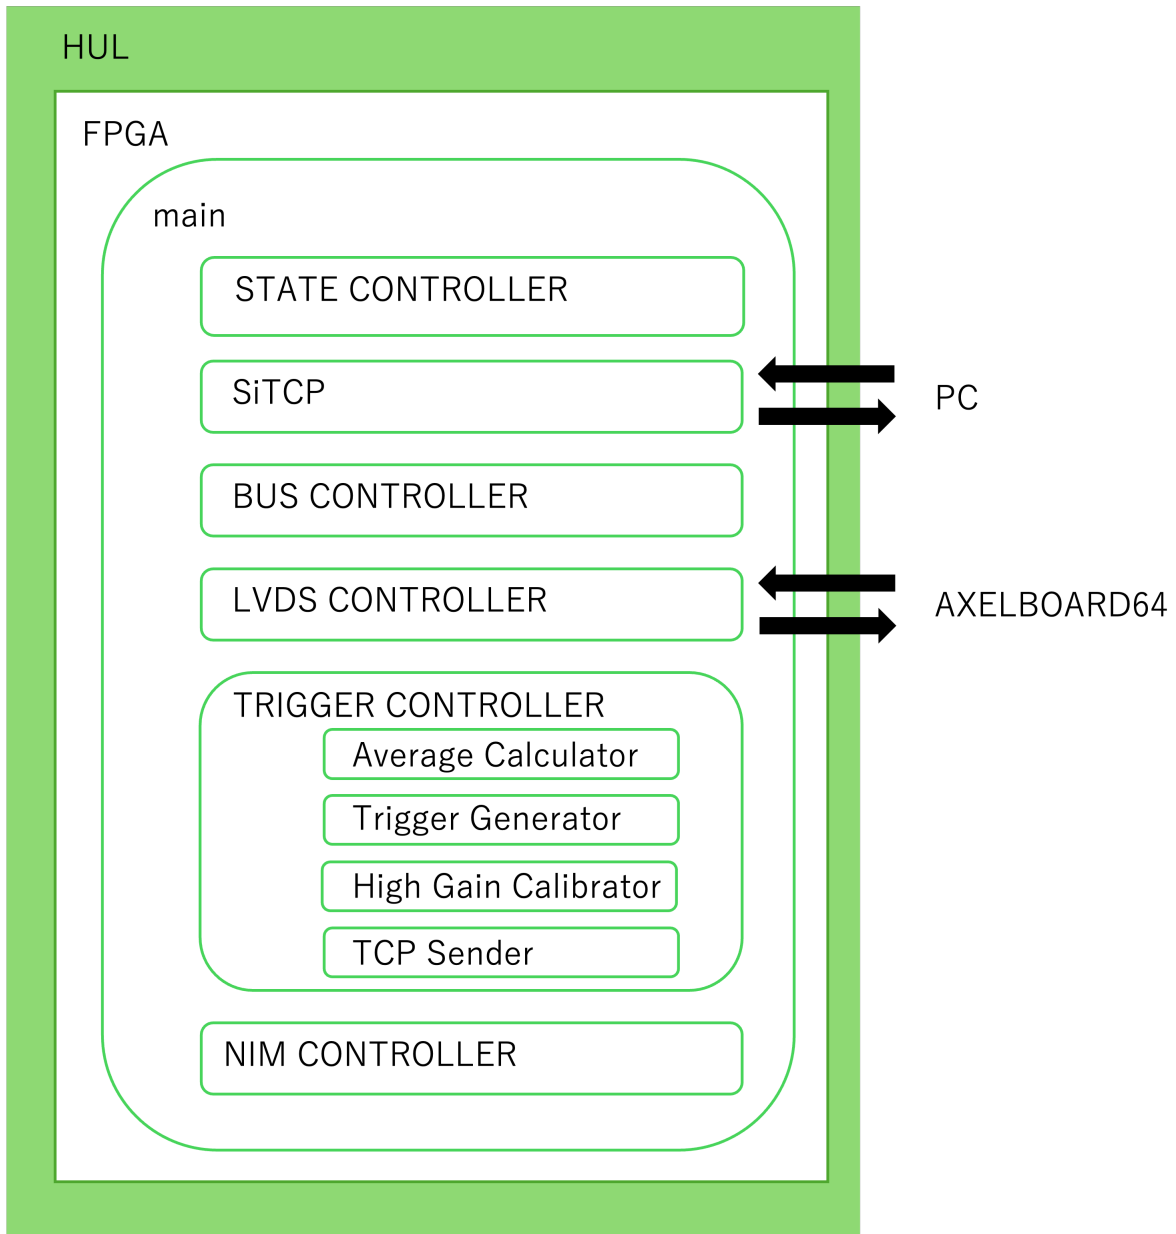 HUL
FPGA
main
STATE CONTROLLER
SiTCP
PC
BUS CONTROLLER
LVDS CONTROLLER
AXELBOARD64
TRIGGER CONTROLLER
Average Calculator
Trigger Generator
High Gain Calibrator
TCP Sender
NIM CONTROLLER